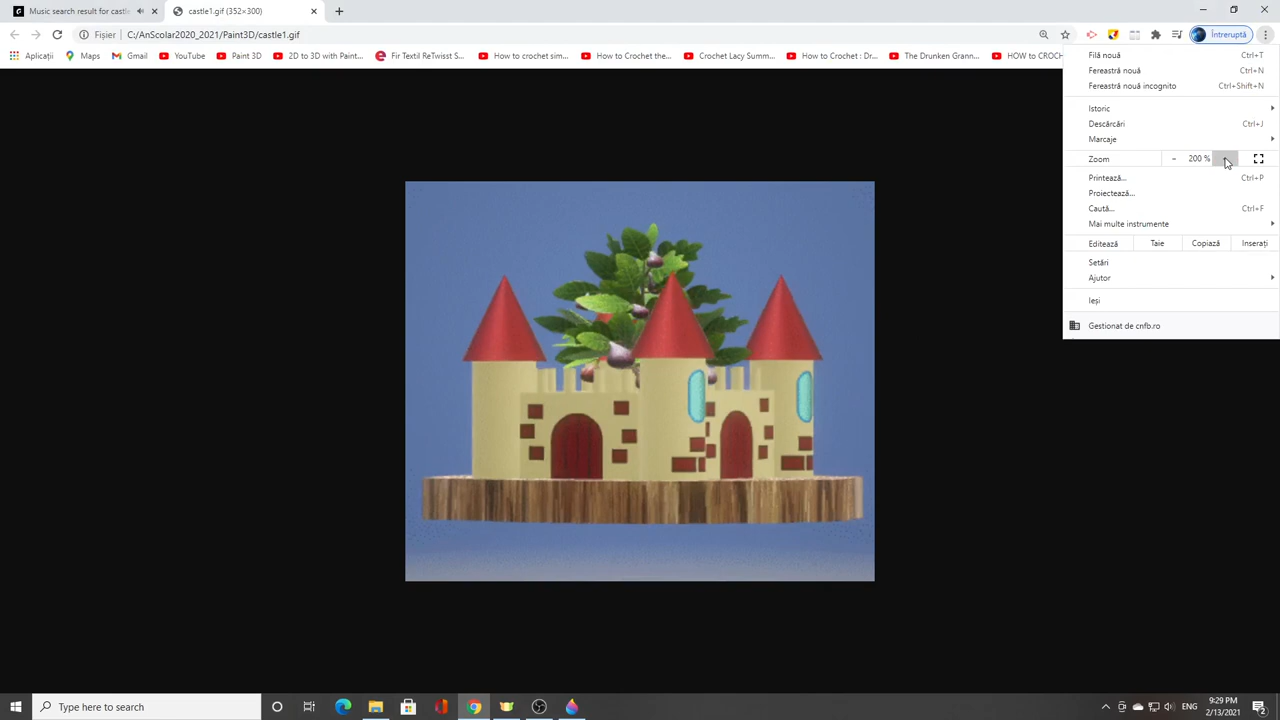 Music search result for castle
castle1.gif (352×300)
Fișier
C:/AnScolar2020_2021/Paint3D/castle1.gif
Întreruptă
Aplicații
Maps
Gmail
YouTube
Paint 3D
2D to 3D with Paint...
Fir Textil ReTwisst S...
How to crochet sim...
How to Crochet the...
Crochet Lacy Summ...
How to Crochet : Dr...
The Drunken Grann...
HOW TO CROCH
Filă nouă Ctrl+T
Fereastră nouă Ctrl+N
Fereastră nouă incognito Ctrl+Shift+N
Istoric
Descărcări Ctrl+J
Marcaje
Zoom - 200 %
Printează... Ctrl+P
Proiectează...
Caută... Ctrl+F
Mai multe instrumente
Editează Taie Copiază Inserați
Setări
Ajutor
Ieși
Gestionat de cnfb.ro
Type here to search
ENG
9:29 PM
2/13/2021
2